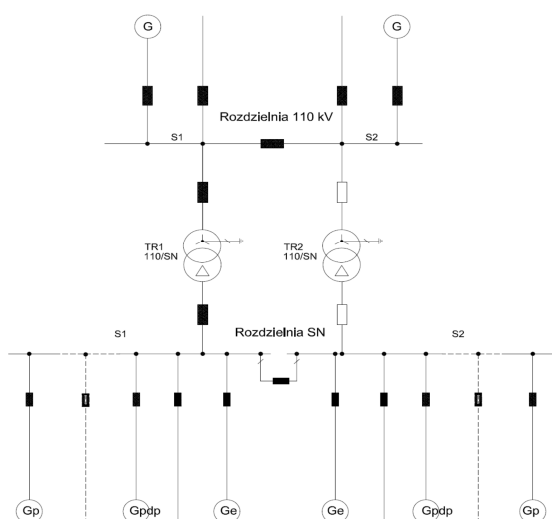 G
G
Rozdzielnia 110 kV
S1
S2
TR1
110/SN
TR2
110/SN
Rozdzielnia SN
S1
S2
Gp
Gpdp
Ge
Ge
Gpdp
Gp